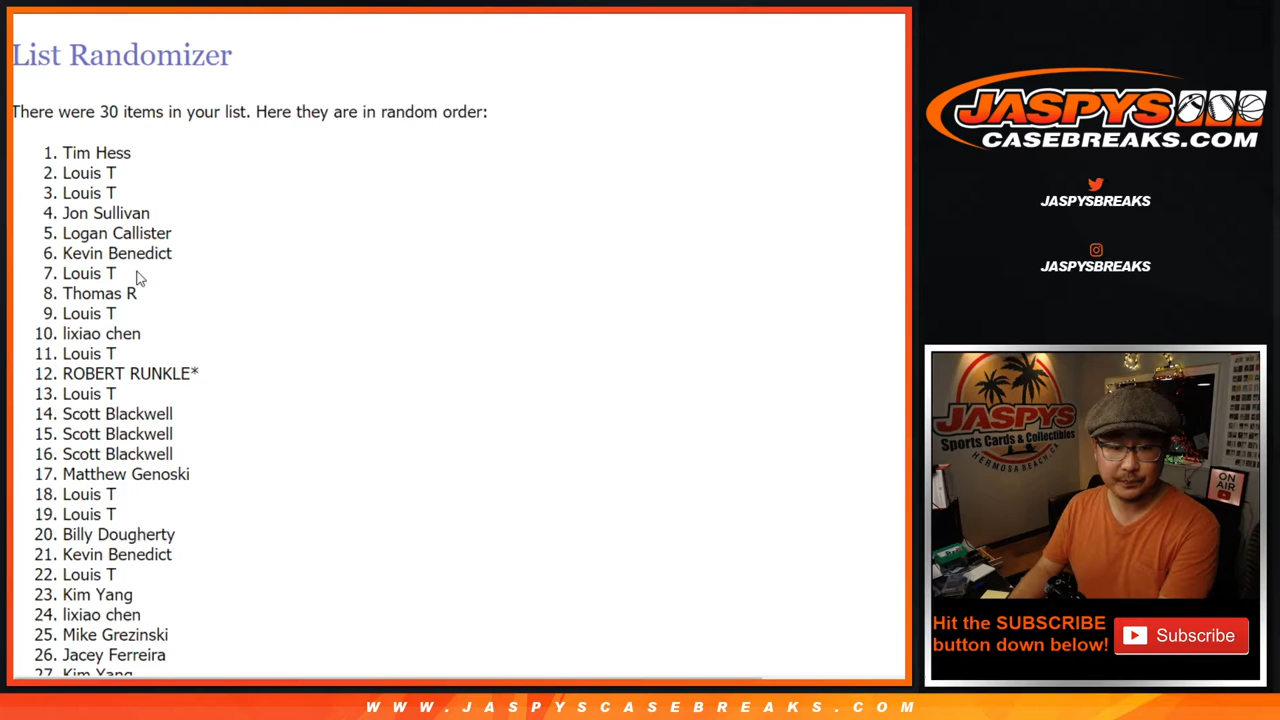 List Randomizer
There were 30 items in your list. Here they are in random order:
1. Tim Hess
2. Louis T
3. Louis T
4. Jon Sullivan
5. Logan Callister
6. Kevin Benedict
7. Louis T
8. Thomas R
9. Louis T
10. lixiao chen
11. Louis T
12. ROBERT RUNKLE*
13. Louis T
14. Scott Blackwell
15. Scott Blackwell
16. Scott Blackwell
17. Matthew Genoski
18. Louis T
19. Louis T
20. Billy Dougherty
21. Kevin Benedict
22. Louis T
23. Kim Yang
24. lixiao chen
25. Mike Grezinski
26. Jacey Ferreira
27. Kim Yang
JASPYS
CASEBREAKS.COM
JASPYSBREAKS
JASPYSBREAKS
JASPYS
Sports Cards & Collectibles
HERMOSA BEACH, CA
ON AIR
Hit the SUBSCRIBE
button down below!
Subscribe
WWW.JASPYSCASEBREAKS.COM